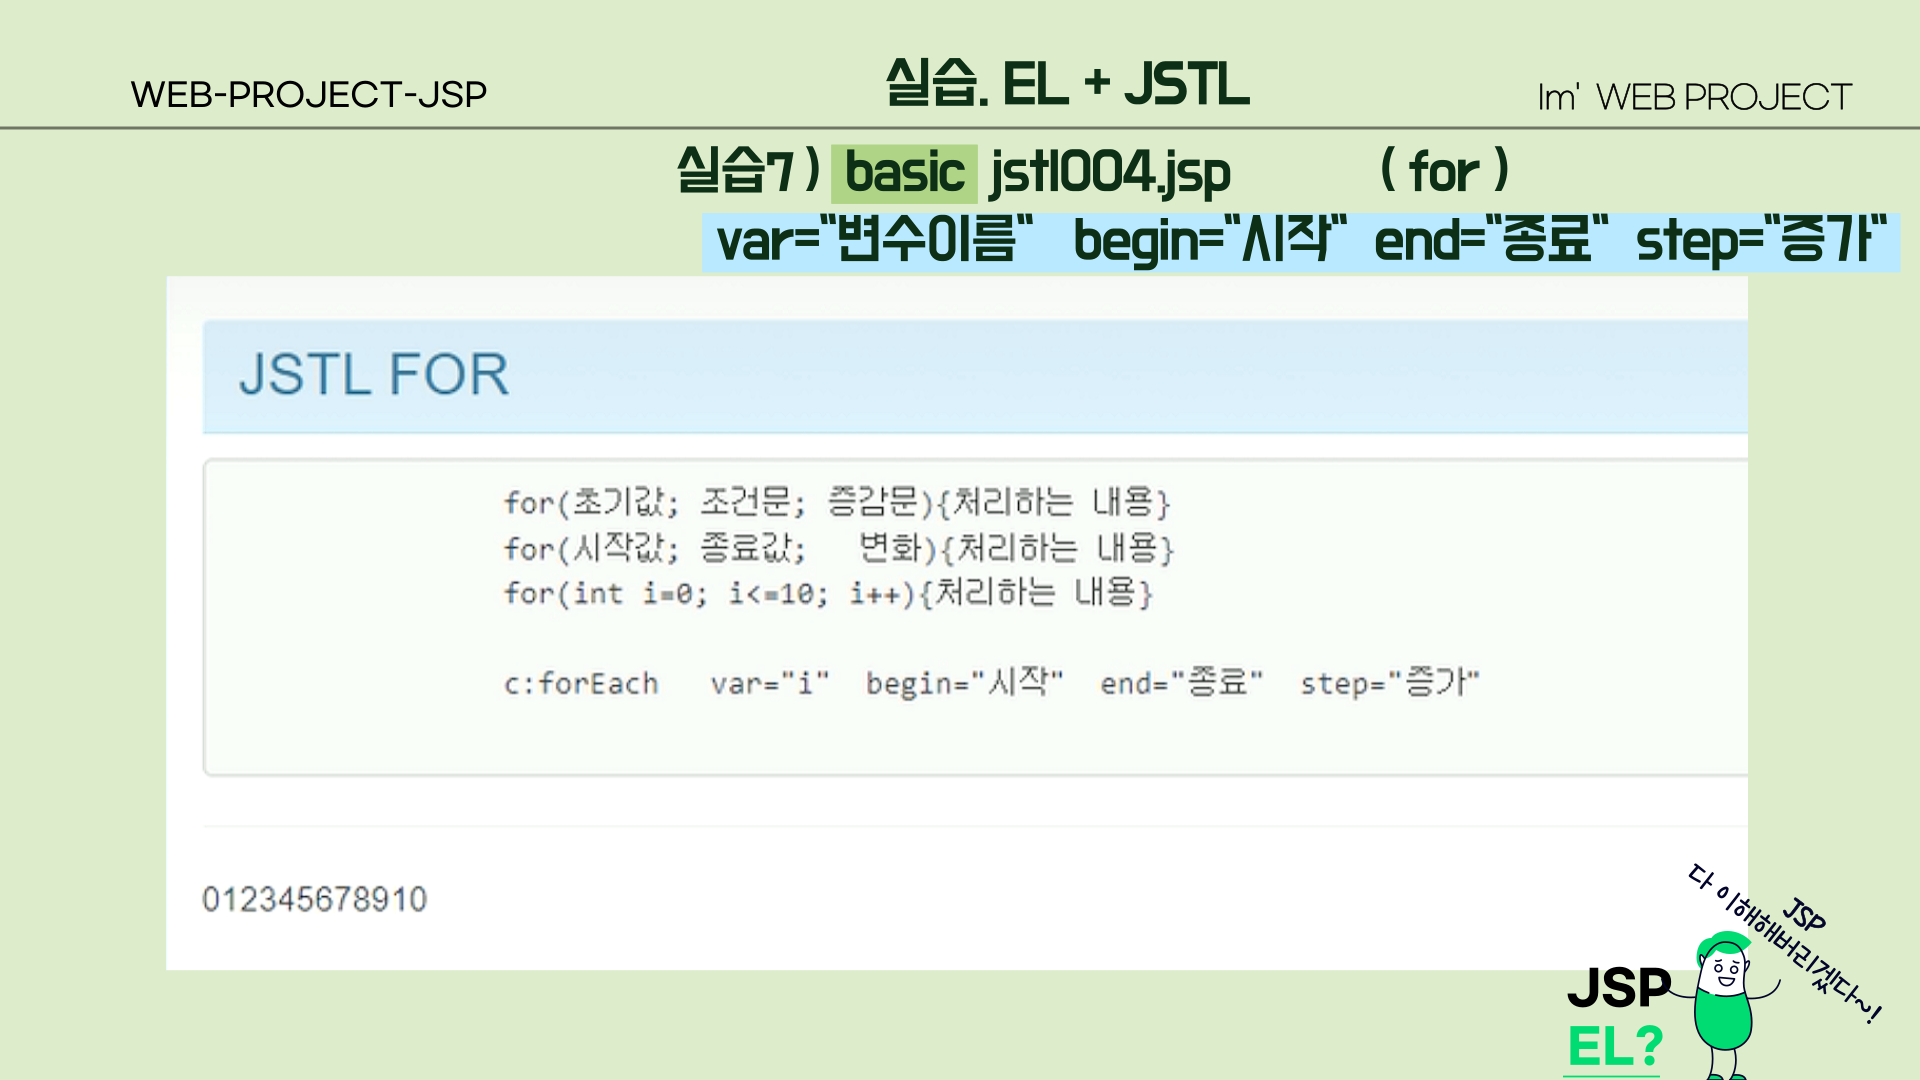 WEB-PROJECT-JSP
실습. EL + JSTL
Im' WEB PROJECT
실습7 ) basic jstl004.jsp ( for )
var="변수이름" begin="시작" end="종료" step="증가"
JSTL FOR
for(초기값; 조건문; 증감문){처리하는 내용}
for(시작값; 종료값; 변화){처리하는 내용}
for(int i=0; i<=10; i++){처리하는 내용}
c:forEach var="i" begin="시작" end="종료" step="증가"
012345678910
JSP
다 이해해버리겠다~!
JSP
EL?